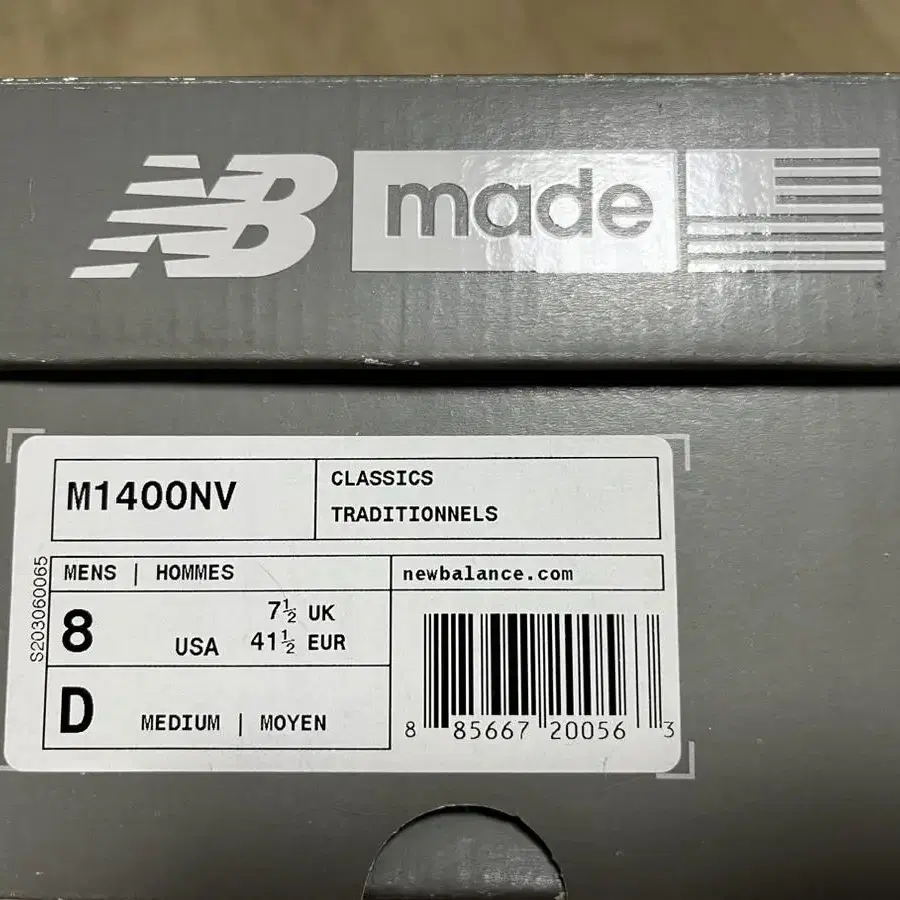 NB made
M1400NV
CLASSICS
TRADITIONNELS
MENS | HOMMES
newbalance.com
8 USA 7½ UK
41½ EUR
D MEDIUM | MOYEN
S203060065
8 85667 20056 3